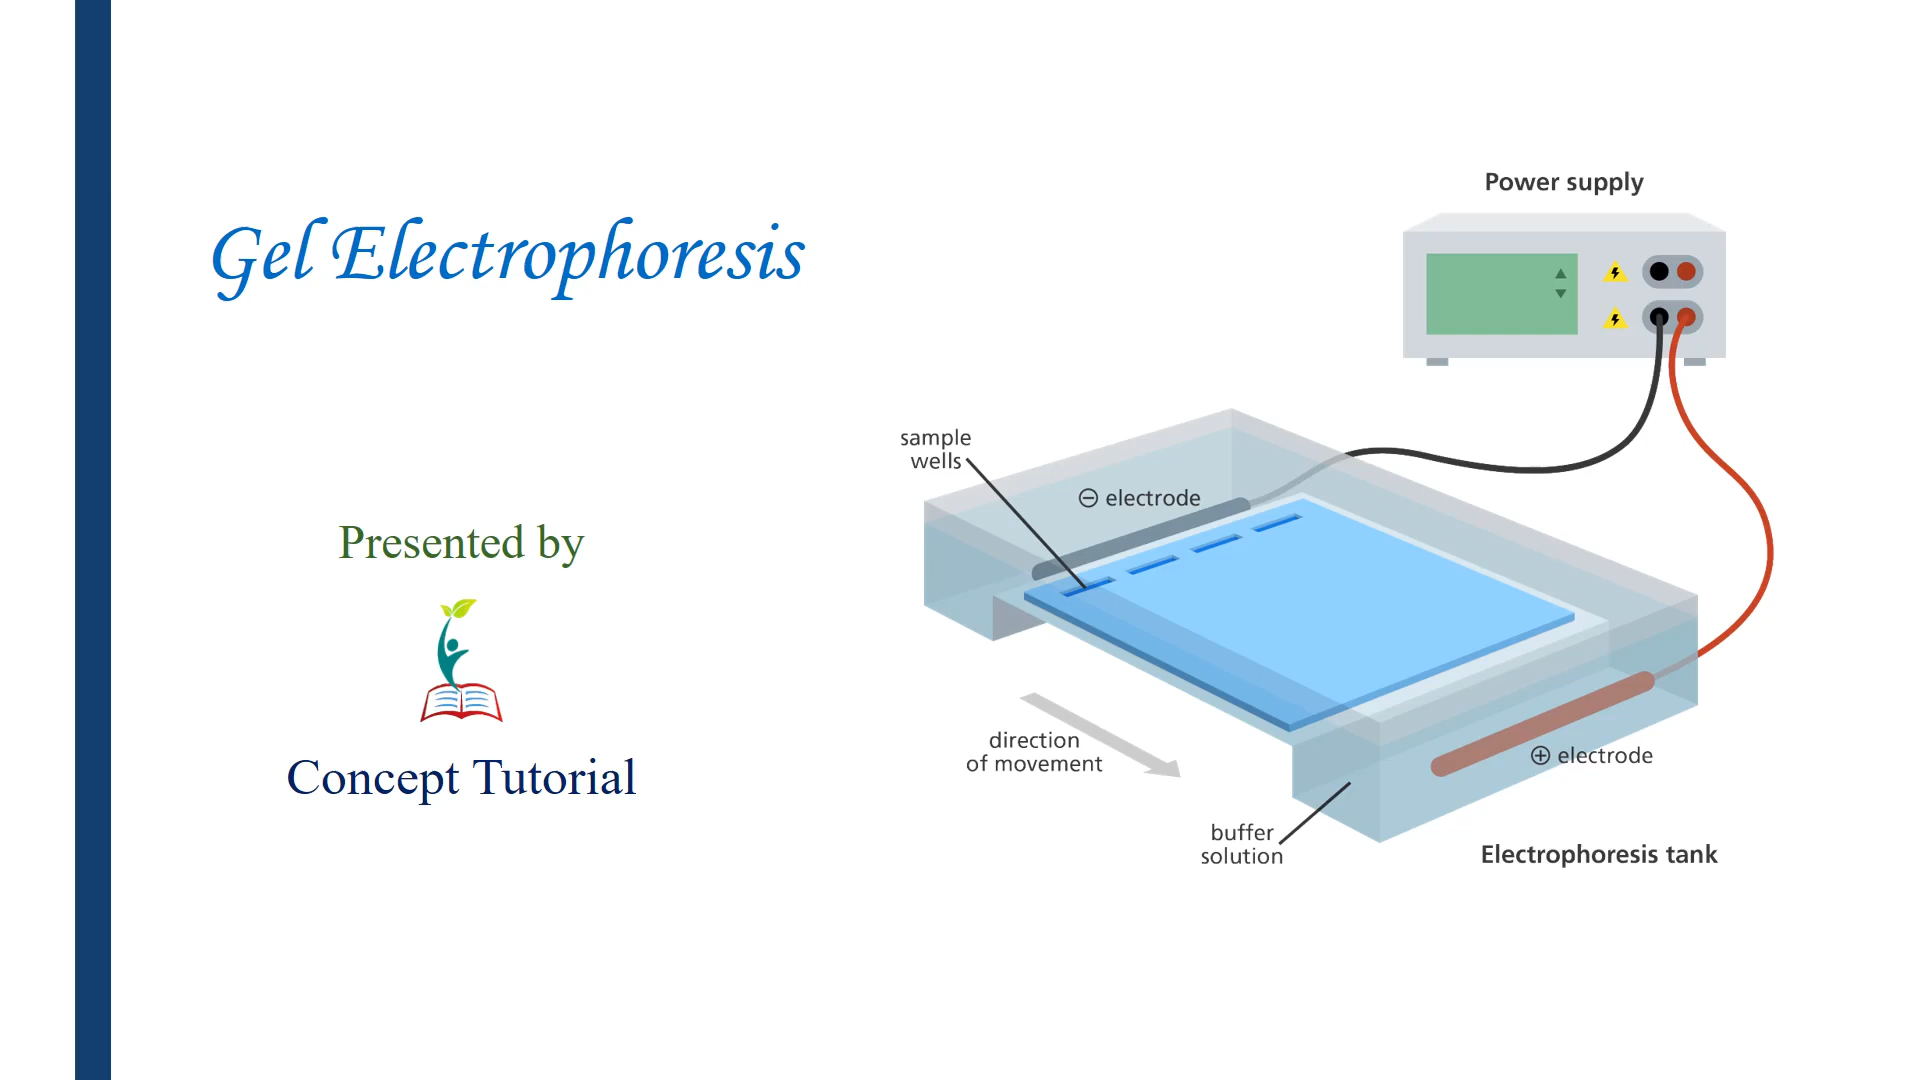 Gel Electrophoresis
Presented by
Concept Tutorial
Power supply
sample
wells
⊖ electrode
direction
of movement
⊕ electrode
buffer
solution
Electrophoresis tank